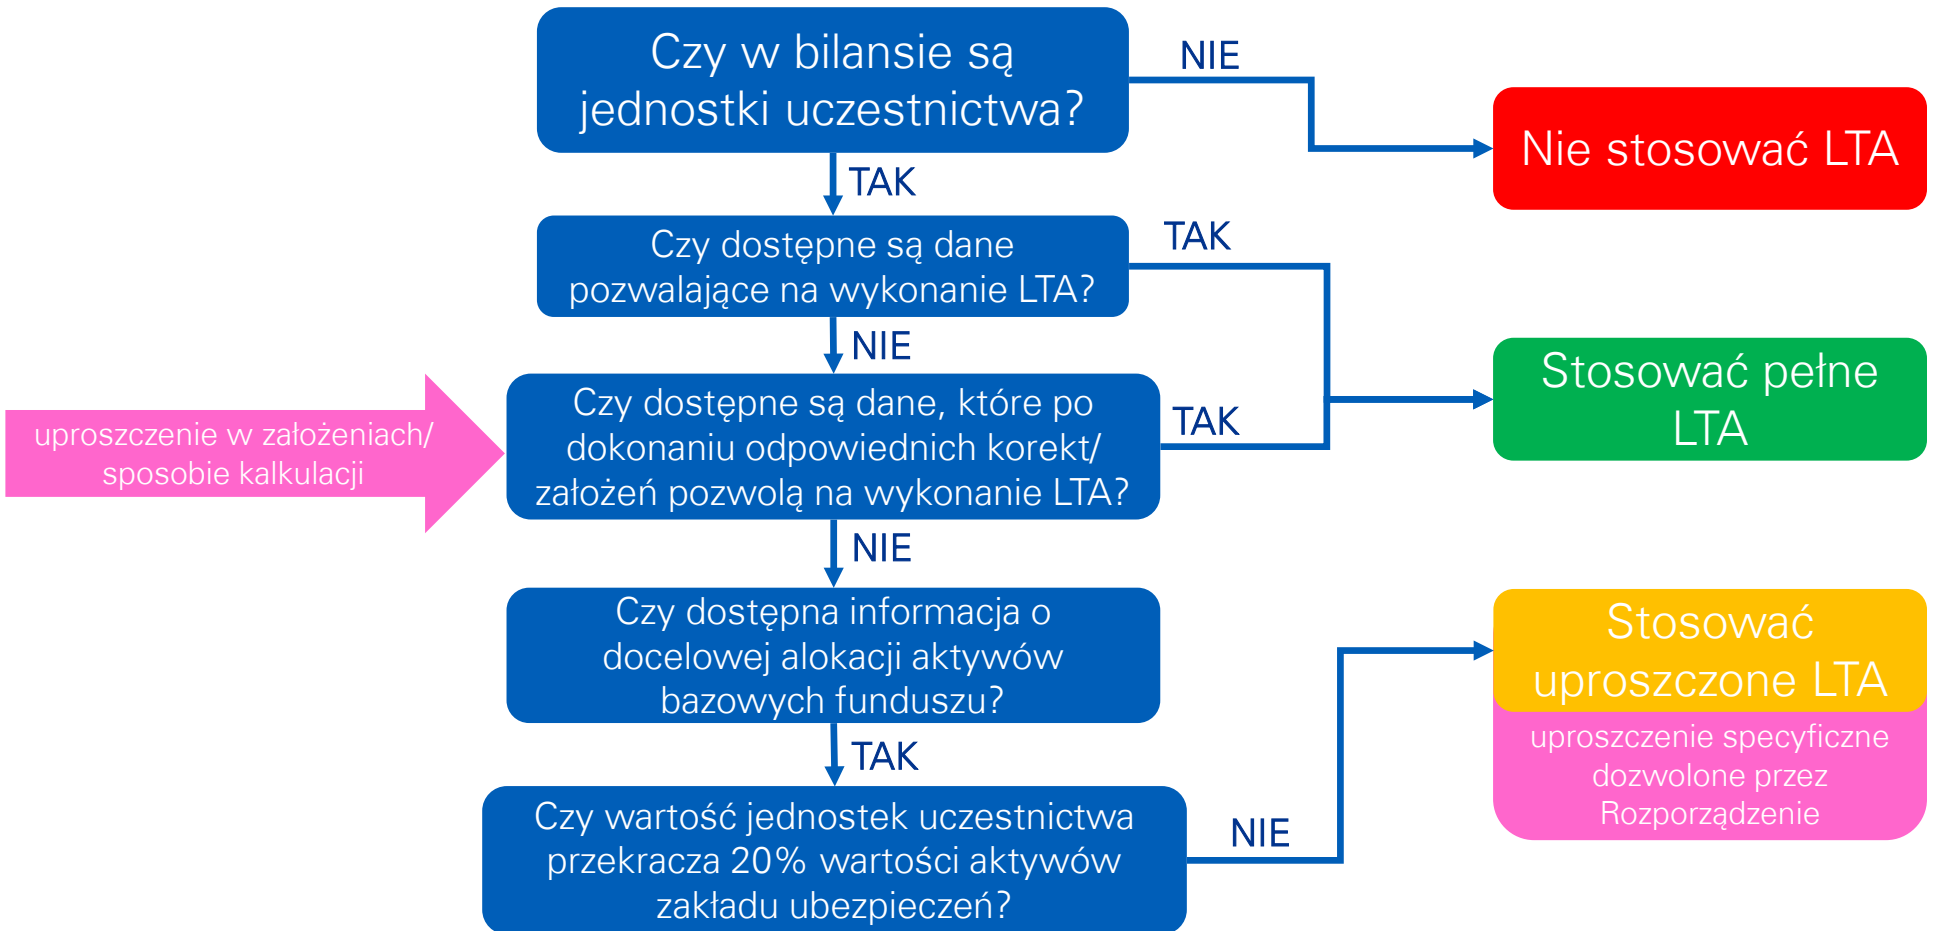 Czy w bilansie są
jednostki uczestnictwa?
NIE
Nie stosować LTA
TAK
Czy dostępne są dane
pozwalające na wykonanie LTA?
TAK
NIE
Stosować pełne
LTA
uproszczenie w założeniach/
sposobie kalkulacji
Czy dostępne są dane, które po
dokonaniu odpowiednich korekt/
założeń pozwolą na wykonanie LTA?
TAK
NIE
Czy dostępna informacja o
docelowej alokacji aktywów
bazowych funduszu?
Stosować
uproszczone LTA
uproszczenie specyficzne
dozwolone przez
Rozporządzenie
TAK
Czy wartość jednostek uczestnictwa
przekracza 20% wartości aktywów
zakładu ubezpieczeń?
NIE